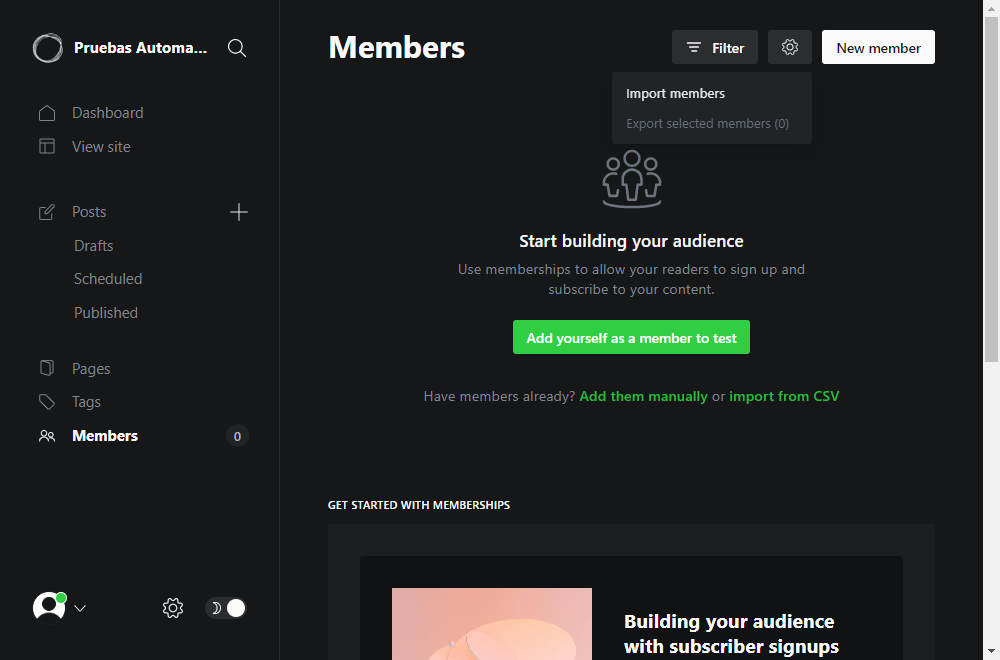 Pruebas Automa...
Dashboard
View site
Posts
Drafts
Scheduled
Published
Pages
Tags
Members
0
Members
Filter
New member
Import members
Export selected members (0)
Start building your audience
Use memberships to allow your readers to sign up and
subscribe to your content.
Add yourself as a member to test
Have members already? Add them manually or import from CSV
GET STARTED WITH MEMBERSHIPS
Building your audience
with subscriber signups